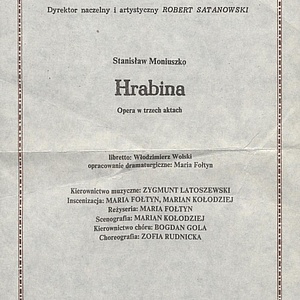 Dyrektor naczelny i artystyczny ROBERT SATANOWSKI
Stanisław Moniuszko
Hrabina
Opera w trzech aktach
libretto: Włodzimierz Wolski
opracowanie dramaturgiczne: Maria Fołtyn
Kierownictwo muzyczne: ZYGMUNT LATOSZEWSKI
Inscenizacja: MARIA FOŁTYN, MARIAN KOŁODZIEJ
Reżyseria: MARIA FOŁTYN
Scenografia: MARIAN KOŁODZIEJ
Kierownictwo chóru: BOGDAN GOLA
Choreografia: ZOFIA RUDNICKA